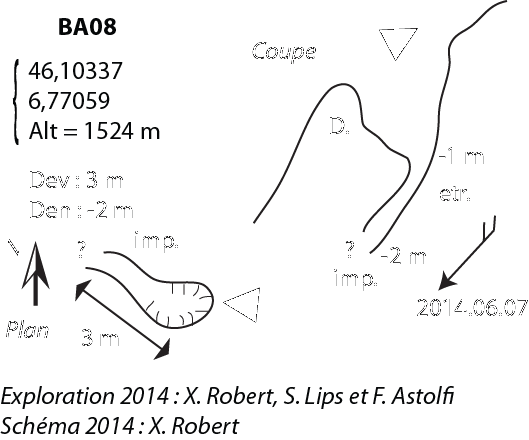 BA08
46,10337
6,77059
Alt = 1524 m
Dev : 3 m
Den : -2 m
Coupe
D.
-1 m
etr.
?
imp.
-2 m
2014.06.07
imp.
?
3 m
Plan
Exploration 2014 : X. Robert, S. Lips et F. Astolfi
Schéma 2014 : X. Robert